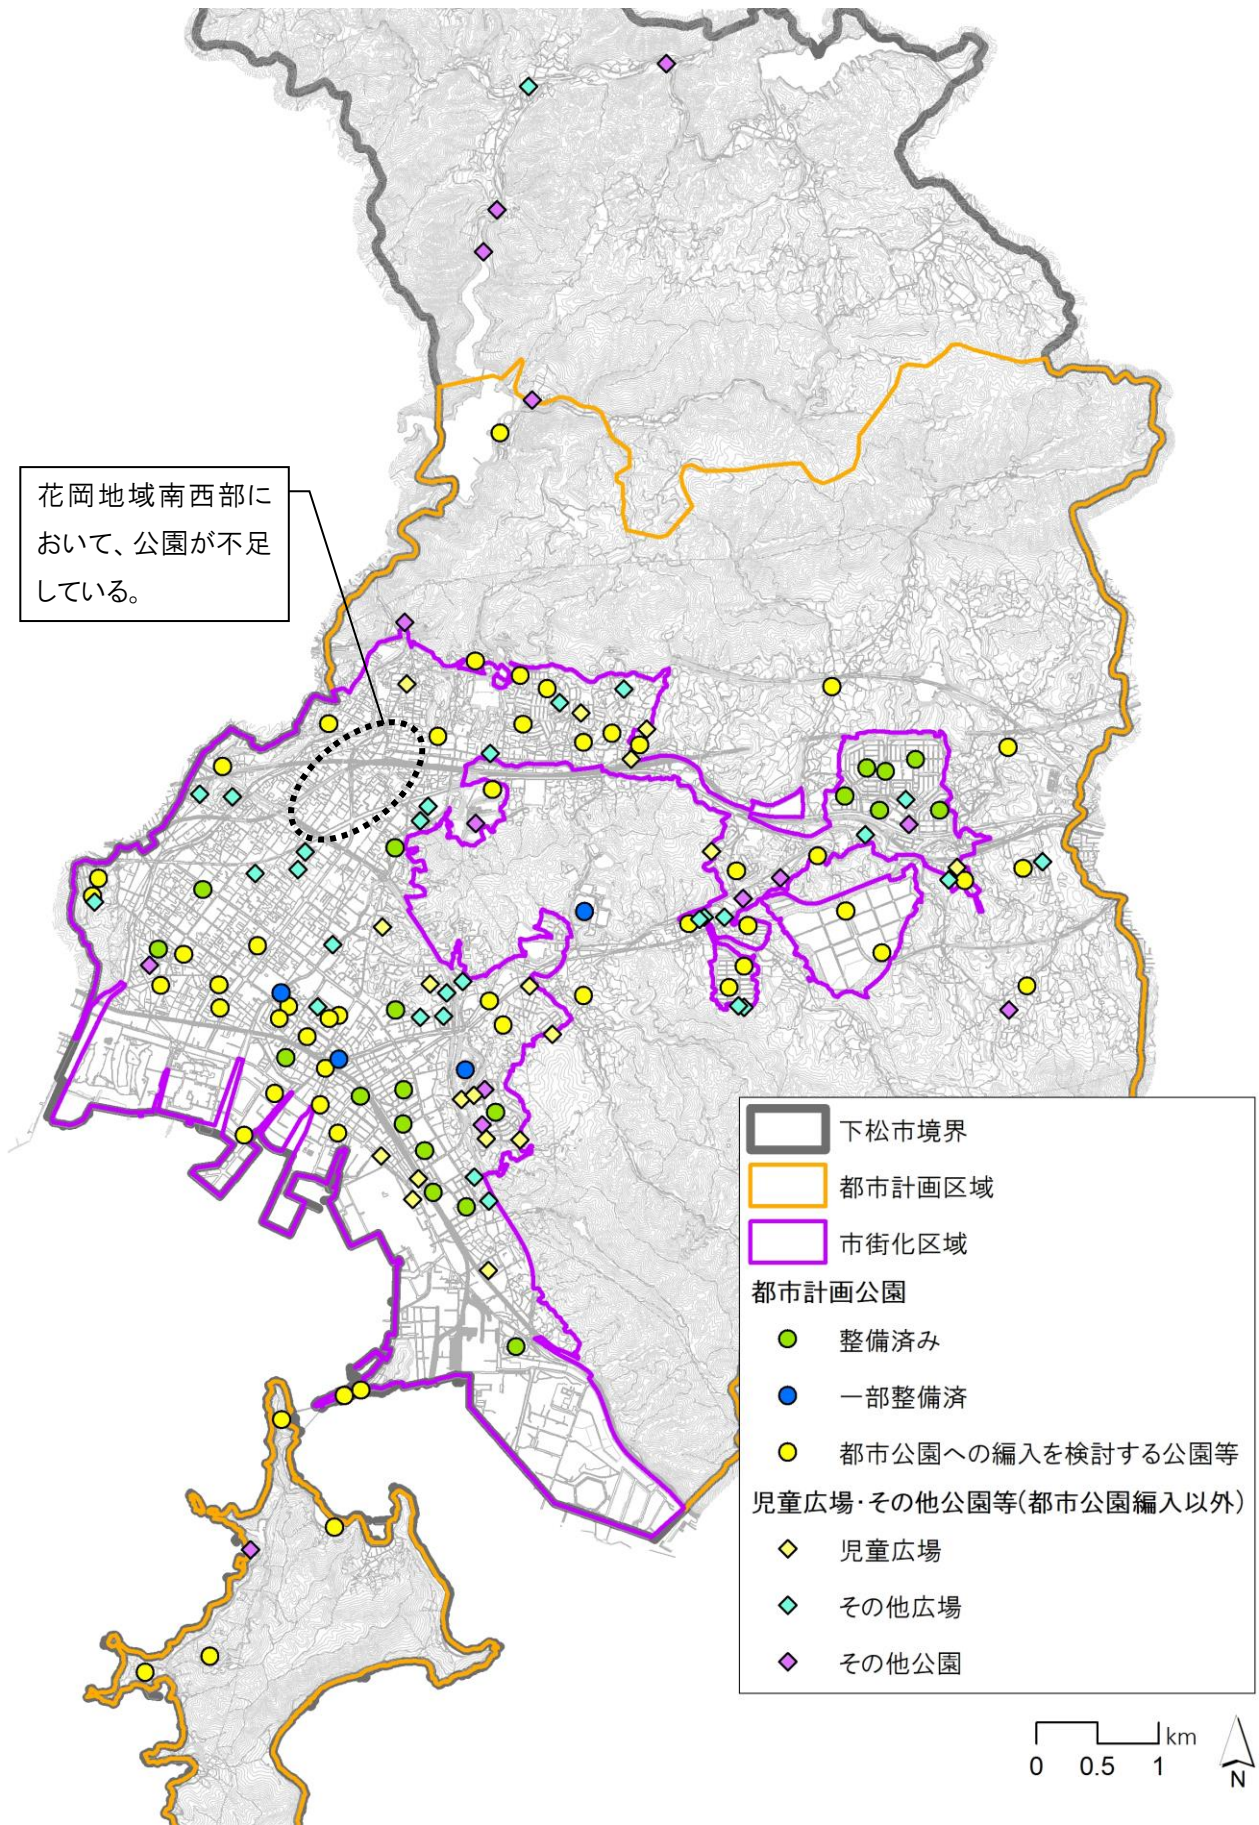 花岡地域南西部に
おいて、公園が不足
している。
下松市境界
都市計画区域
市街化区域
都市計画公園
整備済み
一部整備済
都市公園への編入を検討する公園等
児童広場・その他公園等(都市公園編入以外)
児童広場
その他広場
その他公園
km
0 0.5 1
N